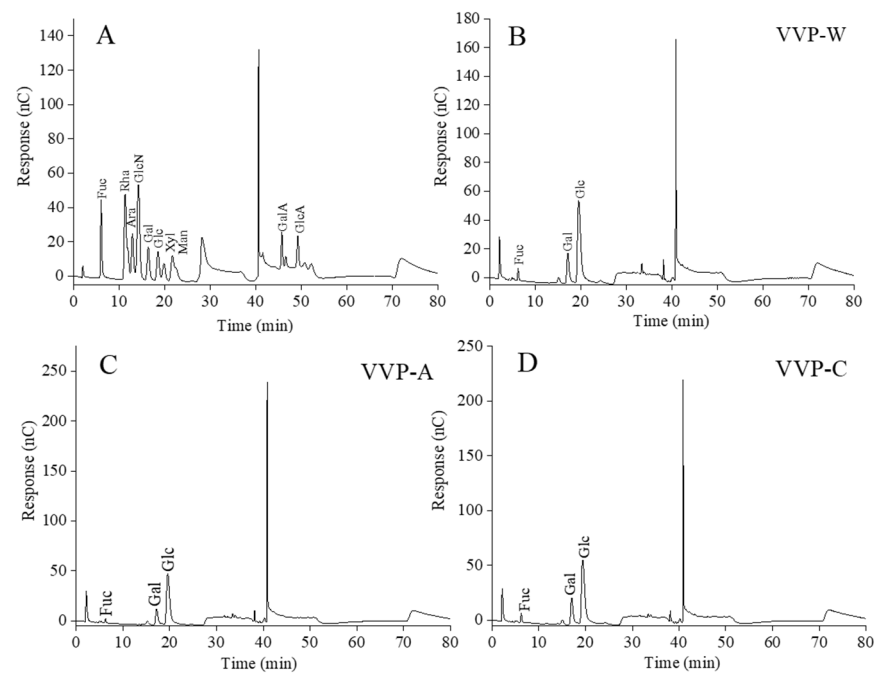 A
Response (nC)
140
120
100
80
60
40
20
0
Fuc
Rha
Ara
GlcN
Gal
Glc
Xyl
Man
GalA
GlcA
0 10 20 30 40 50 60 70 80
Time (min)
B
VVP-W
Response (nC)
180
160
140
120
100
80
60
40
20
0
Fuc
Gal
Glc
0 10 20 30 40 50 60 70 80
Time (min)
C
VVP-A
Response (nC)
250
200
150
100
50
0
Fuc
Gal
Glc
0 10 20 30 40 50 60 70 80
Time (min)
D
VVP-C
Response (nC)
250
200
150
100
50
0
Fuc
Gal
Glc
0 10 20 30 40 50 60 70 80
Time (min)